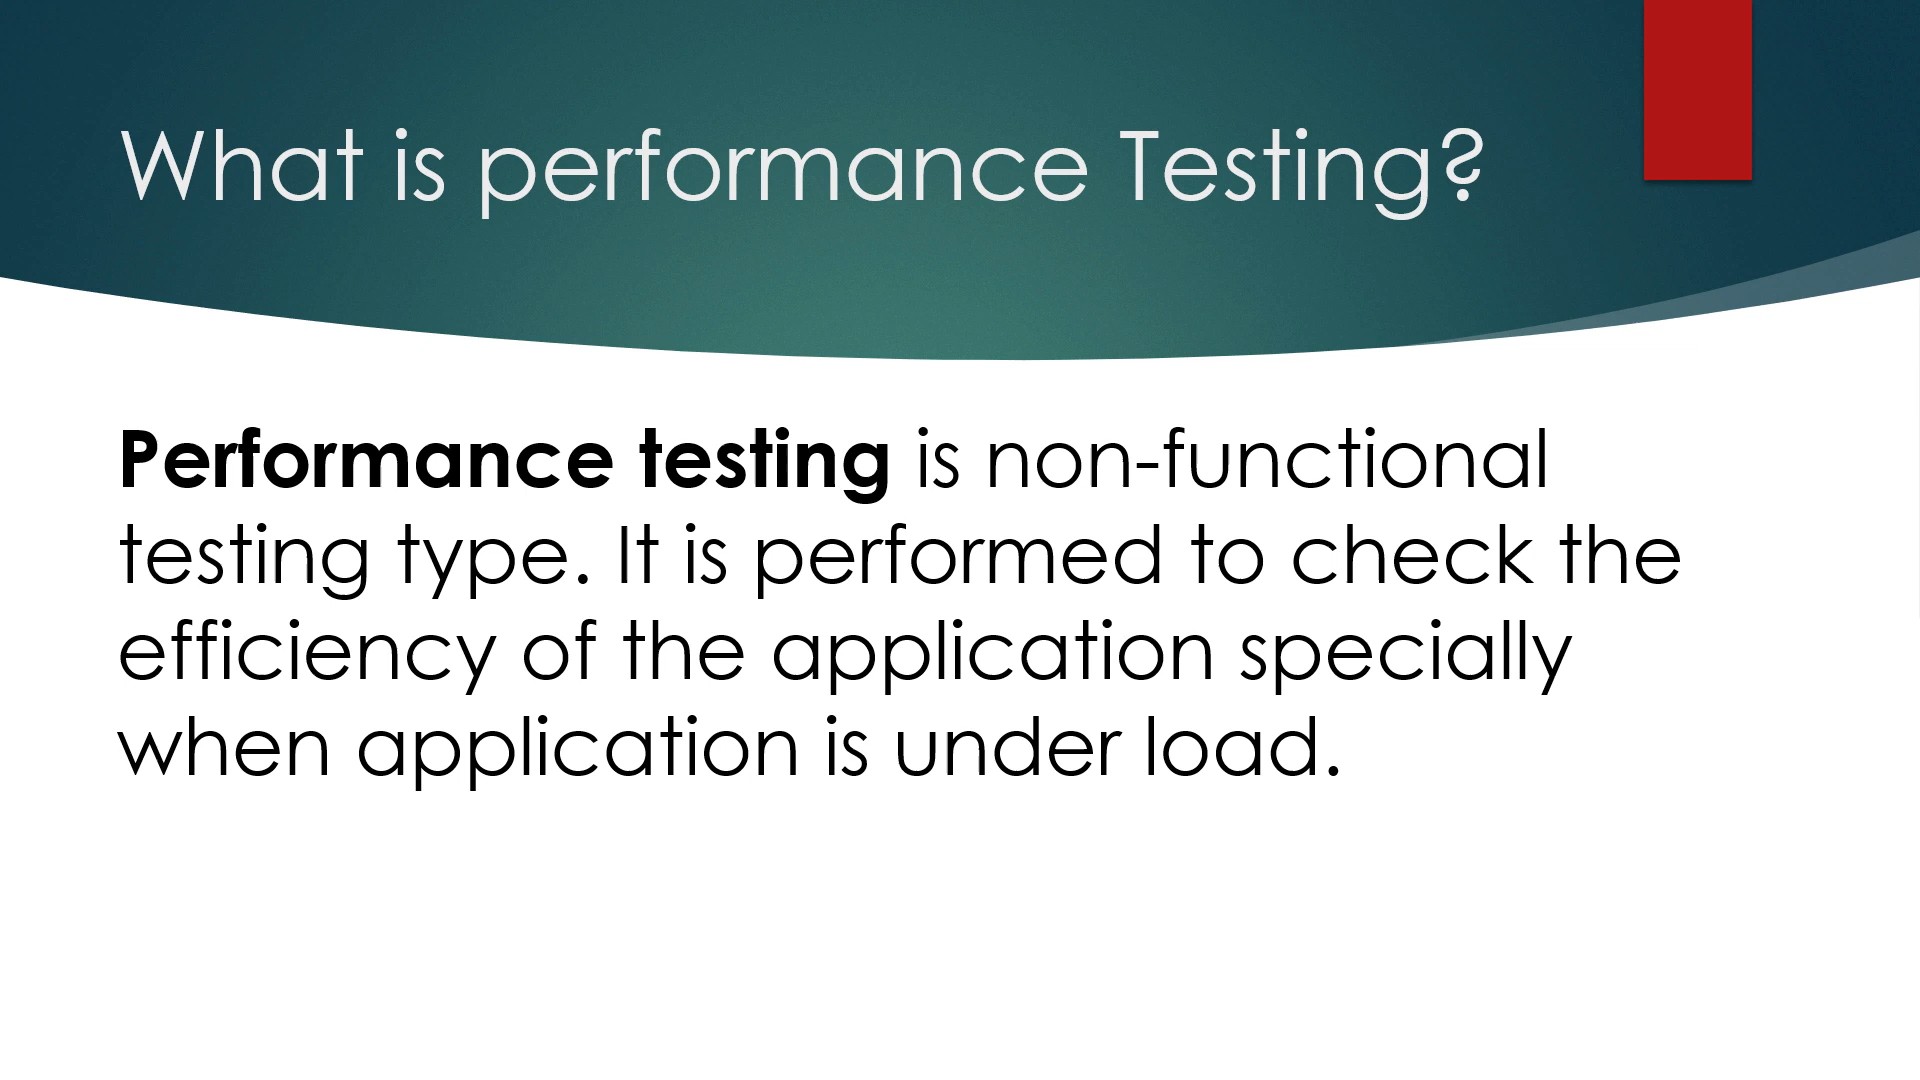 What is performance Testing?
Performance testing is non-functional
testing type. It is performed to check the
efficiency of the application specially
when application is under load.